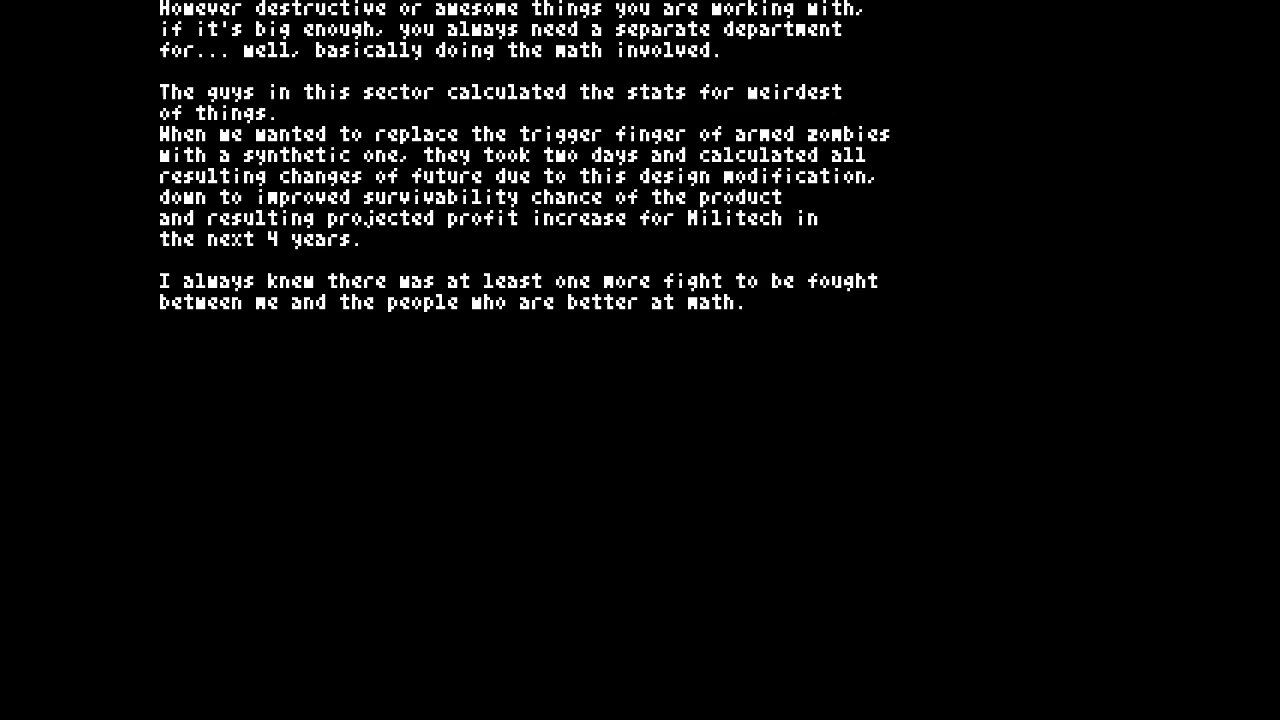 However destructive or awesome things you are working with,
if it's big enough, you always need a separate department
for... well, basically doing the math involved.
The guys in this sector calculated the stats for weirdest
of things.
When we wanted to replace the trigger finger of armed zombies
with a synthetic one, they took two days and calculated all
resulting changes of future due to this design modification,
down to improved survivability chance of the product
and resulting projected profit increase for Militech in
the next 4 years.
I always knew there was at least one more fight to be fought
between me and the people who are better at math.